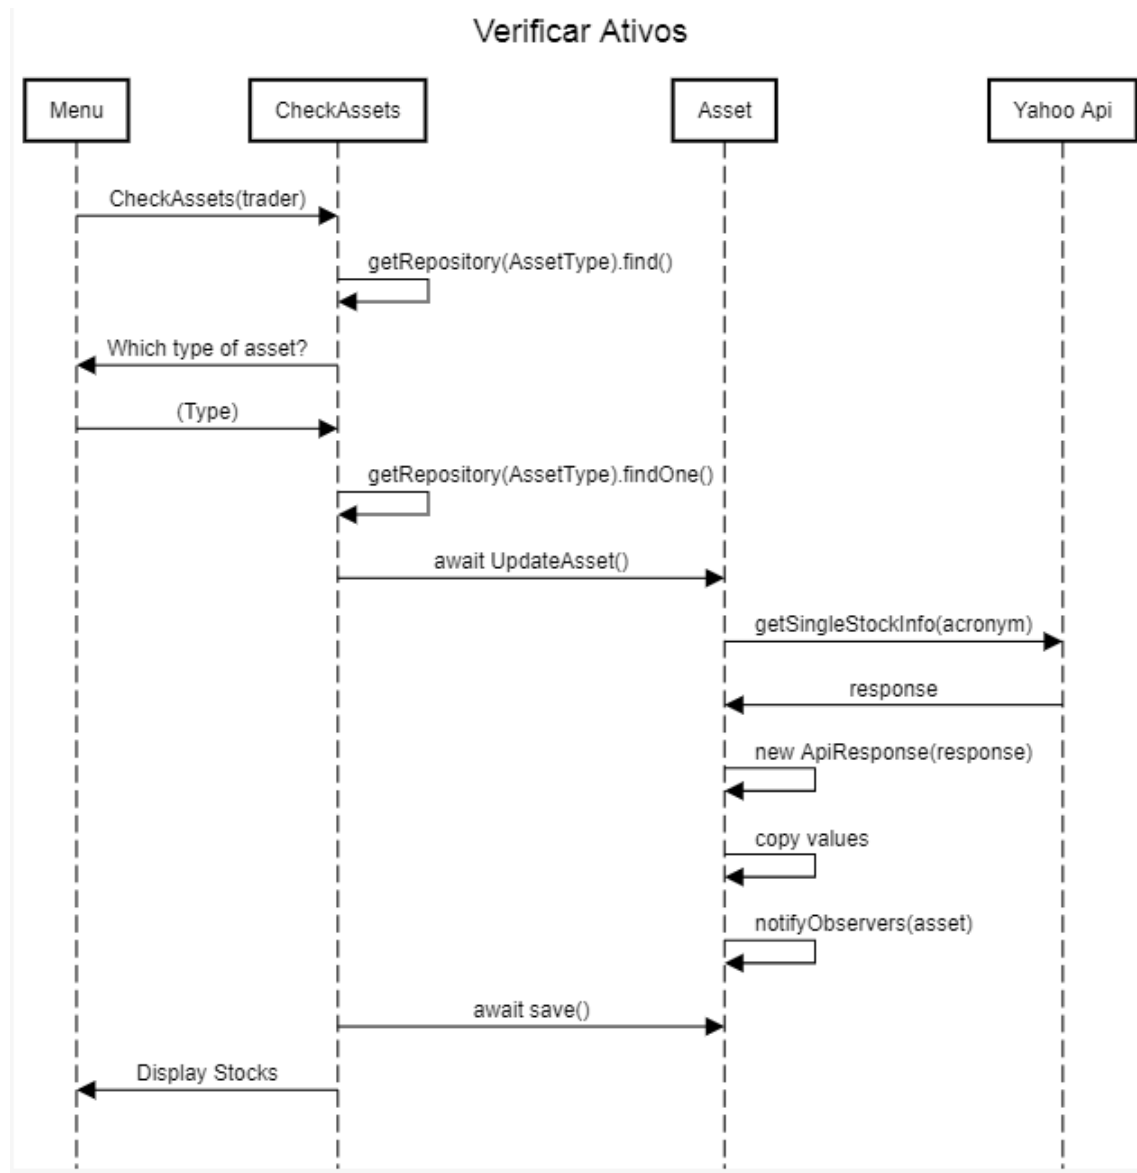 Verificar Ativos
Menu
CheckAssets
Asset
Yahoo Api
CheckAssets(trader)
getRepository(AssetType).find()
Which type of asset?
(Type)
getRepository(AssetType).findOne()
await UpdateAsset()
getSingleStockInfo(acronym)
response
new ApiResponse(response)
copy values
notifyObservers(asset)
await save()
Display Stocks